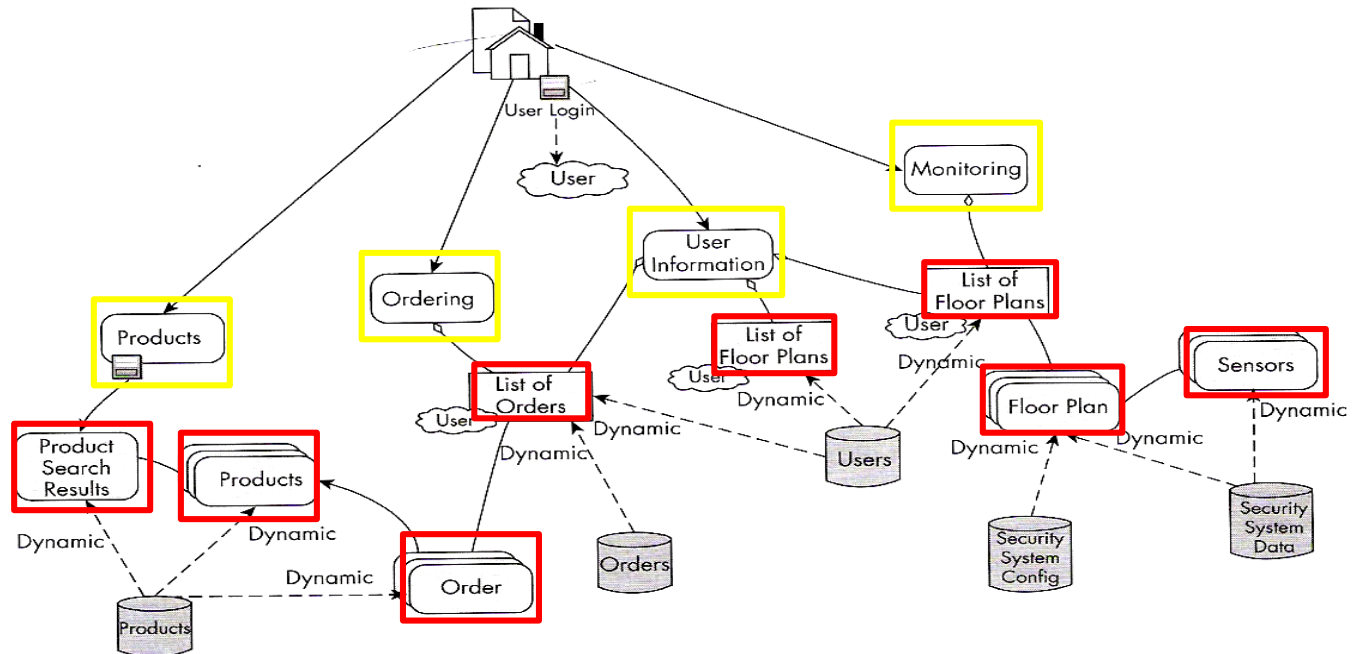 User Login
User
Monitoring
User
Information
List of
Floor Plans
Ordering
Products
User
List of
Floor Plans
Dynamic
Sensors
User
Dynamic
List of
Orders
User
Dynamic
Floor Plan
Dynamic
Product
Search
Results
Products
Dynamic
Users
Dynamic
Dynamic
Dynamic
Dynamic
Security
System
Data
Security
System
Config
Orders
Dynamic
Order
Products